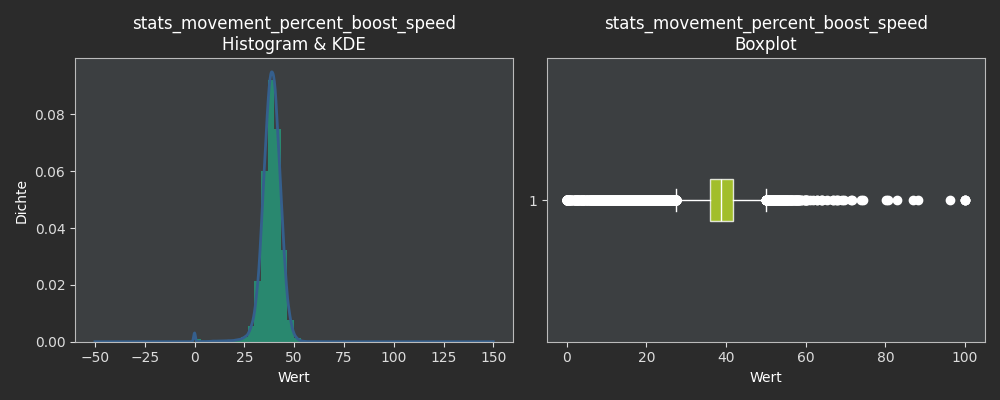 stats_movement_percent_boost_speed
Histogram & KDE
Dichte
0.08
0.06
0.04
0.02
0.00
−50 −25 0 25 50 75 100 125 150
Wert
stats_movement_percent_boost_speed
Boxplot
1
0 20 40 60 80 100
Wert